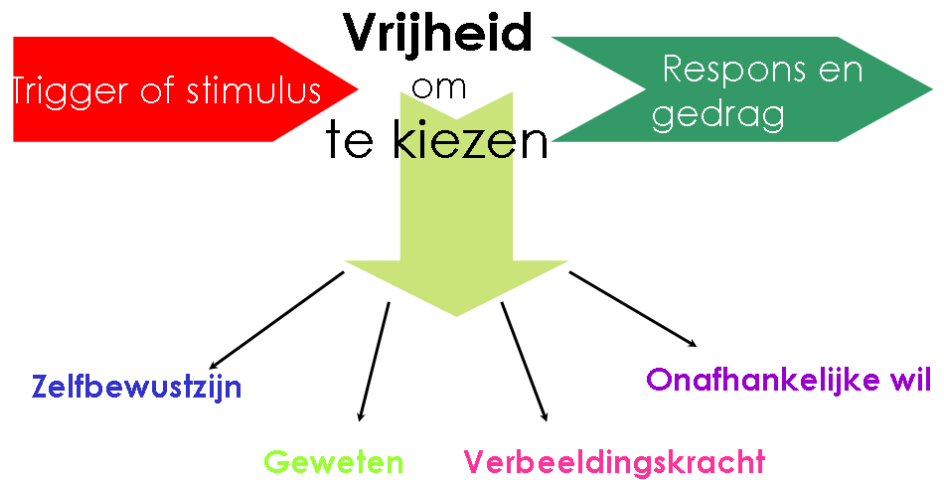 Trigger of stimulus
Vrijheid
om
te kiezen
Respons en
gedrag
Zelfbewustzijn
Geweten
Verbeeldingskracht
Onafhankelijke wil